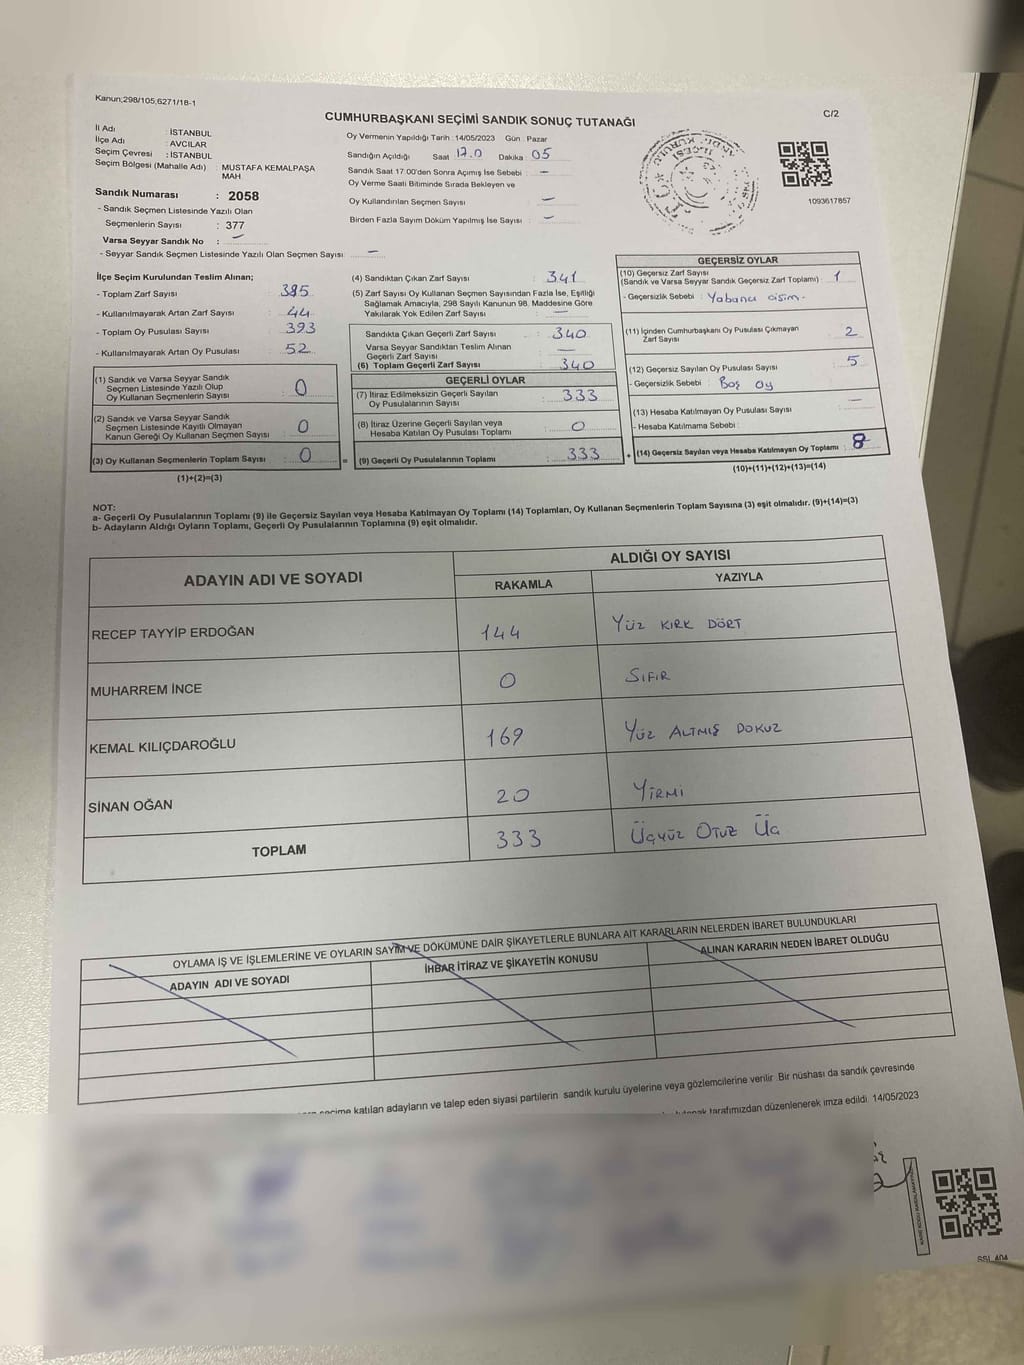 Kanun;298/105,6271/18-1
C/2
CUMHURBAŞKANI SEÇİMİ SANDIK SONUÇ TUTANAĞI
İl Adı : İSTANBUL
İlçe Adı : AVCILAR
Seçim Çevresi : İSTANBUL
Seçim Bölgesi (Mahalle Adı) : MUSTAFA KEMALPAŞA
MAH
Sandık Numarası : 2058
- Sandık Seçmen Listesinde Yazılı Olan
Seçmenlerin Sayısı : 377
Varsa Seyyar Sandık No : –
- Seyyar Sandık Seçmen Listesinde Yazılı Olan Seçmen Sayısı: –
Oy Vermenin Yapıldığı Tarih : 14/05/2023 Gün : Pazar
Sandığın Açıldığı Saat 17.0 Dakika 05
Sandık Saat 17.00'den Sonra Açımış İse Sebebi : –
Oy Verme Saati Bitiminde Sırada Bekleyen ve
Oy Kullandırılan Seçmen Sayısı : –
Birden Fazla Sayım Döküm Yapılmış İse Sayısı : –
1093617857
İlçe Seçim Kurulundan Teslim Alınan;
- Toplam Zarf Sayısı : 385
- Kullanılmayarak Artan Zarf Sayısı : 44
- Toplam Oy Pusulası Sayısı : 393
- Kullanılmayarak Artan Oy Pusulası : 52
(1) Sandık ve Varsa Seyyar Sandık
Seçmen Listesinde Yazılı Olup
Oy Kullanan Seçmenlerin Sayısı : 0
(2) Sandık ve Varsa Seyyar Sandık
Seçmen Listesinde Kayıtlı Olmayan
Kanun Gereği Oy Kullanan Seçmen Sayısı : 0
(3) Oy Kullanan Seçmenlerin Toplam Sayısı : 0
(1)+(2)=(3)
(4) Sandıktan Çıkan Zarf Sayısı : 341
(5) Zarf Sayısı Oy Kullanan Seçmen Sayısından Fazla İse, Eşitliği
Sağlamak Amacıyla, 298 Sayılı Kanunun 98. Maddesine Göre
Yakılarak Yok Edilen Zarf Sayısı : –
Sandıkta Çıkan Geçerli Zarf Sayısı : 340
Varsa Seyyar Sandıktan Teslim Alınan
Geçerli Zarf Sayısı : –
(6) Toplam Geçerli Zarf Sayısı : 340
GEÇERLİ OYLAR
(7) İtiraz Edilmeksizin Geçerli Sayılan
Oy Pusulalarının Sayısı : 333
(8) İtiraz Üzerine Geçerli Sayılan veya
Hesaba Katılan Oy Pusulası Toplamı : 0
= (9) Geçerli Oy Pusulalarının Toplamı : 333
GEÇERSİZ OYLAR
(10) Geçersiz Zarf Sayısı
(Sandık ve Varsa Seyyar Sandık Geçersiz Zarf Toplamı) : 1
- Geçersizlik Sebebi : Yabancı cisim.
(11) İçinden Cumhurbaşkanı Oy Pusulası Çıkmayan
Zarf Sayısı : 2
(12) Geçersiz Sayılan Oy Pusulası Sayısı : 5
- Geçersizlik Sebebi : Boş oy
(13) Hesaba Katılmayan Oy Pusulası Sayısı : –
- Hesaba Katılmama Sebebi :
+ (14) Geçersiz Sayılan veya Hesaba Katılmayan Oy Toplamı : 8
(10)+(11)+(12)+(13)=(14)
NOT:
a- Geçerli Oy Pusulalarının Toplamı (9) ile Geçersiz Sayılan veya Hesaba Katılmayan Oy Toplamı (14) Toplamları, Oy Kullanan Seçmenlerin Toplam Sayısına (3) eşit olmalıdır. (9)+(14)=(3)
b- Adayların Aldığı Oyların Toplamı, Geçerli Oy Pusulalarının Toplamına (9) eşit olmalıdır.
ADAYIN ADI VE SOYADI
ALDIĞI OY SAYISI
RAKAMLA YAZIYLA
RECEP TAYYİP ERDOĞAN 144 Yüz KIRK DÖRT
MUHARREM İNCE 0 SIFIR
KEMAL KILIÇDAROĞLU 169 Yüz ALTMIŞ DOKUZ
SİNAN OĞAN 20 YİRMİ
TOPLAM 333 Üçyüz OTUZ Üç
OYLAMA İŞ VE İŞLEMLERİNE VE OYLARIN SAYIM VE DÖKÜMÜNE DAİR ŞİKAYETLERLE BUNLARA AİT KARARLARIN NELERDEN İBARET BULUNDUKLARI
ADAYIN ADI VE SOYADI İHBAR İTİRAZ VE ŞİKAYETİN KONUSU ALINAN KARARIN NEDEN İBARET OLDUĞU
seçime katılan adayların ve talep eden siyasi partilerin sandık kurulu üyelerine veya gözlemcilerine verilir. Bir nüshası da sandık çevresinde
tutanak tarafımızdan düzenlenerek imza edildi. 14/05/2023